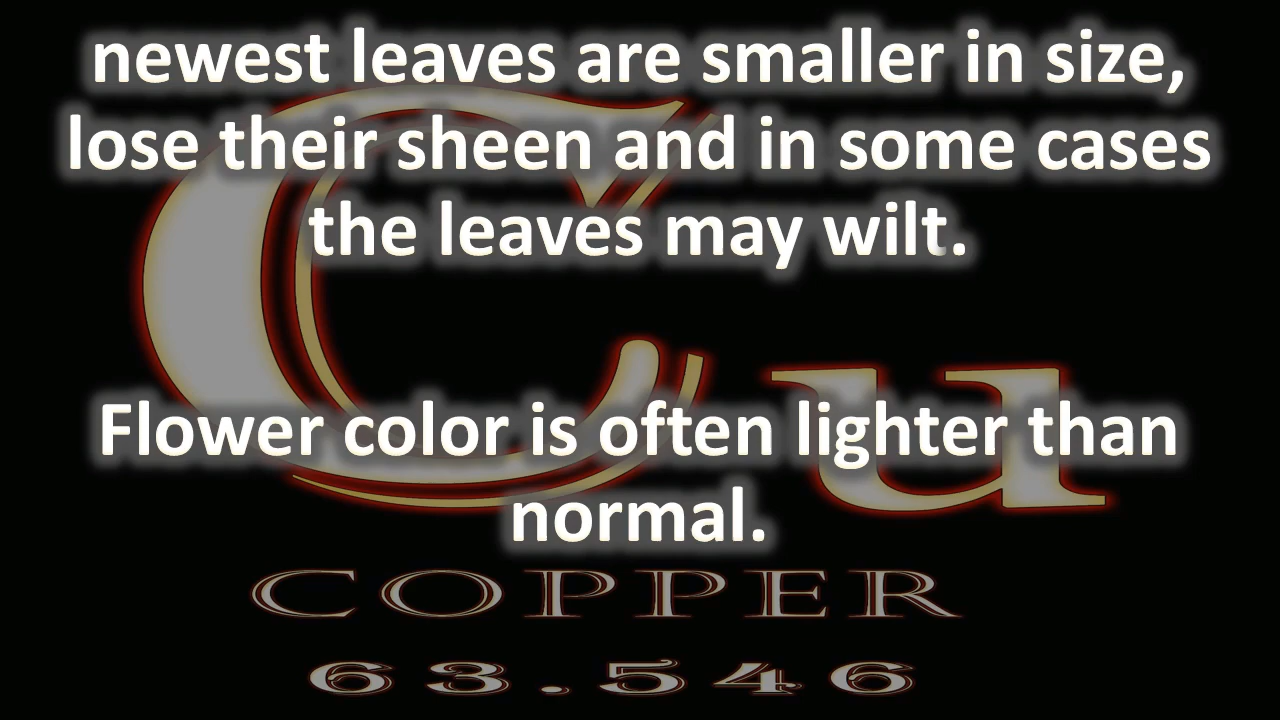 newest leaves are smaller in size,
lose their sheen and in some cases
the leaves may wilt.
Cu
Flower color is often lighter than
normal.
COPPER
63.546